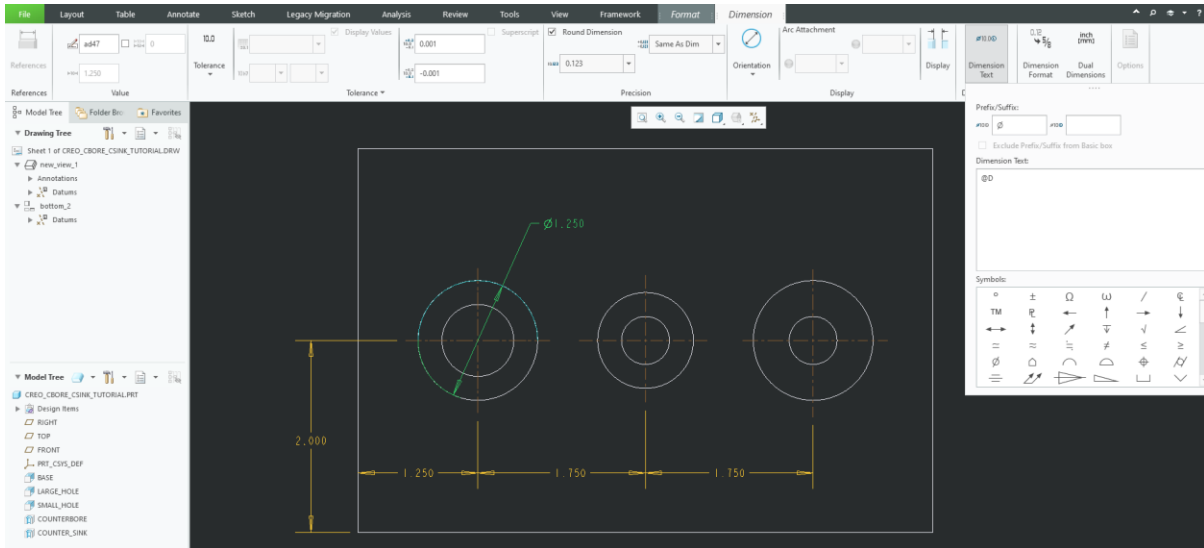 File Layout Table Annotate Sketch Legacy Migration Analysis Review Tools View Framework Format Dimension
ad47 0
10.0
Display Values
0.001
Superscript
Round Dimension
Same As Dim
Arc Attachment
References
1.250
Tolerance
-0.001
0.123
Orientation
Display
Dimension Text
Dimension Format
inch [mm]
Dual Dimensions
Options
References Value Tolerance Precision Display
Model Tree Folder Bro Favorites
Drawing Tree
Sheet 1 of CREO_CBORE_CSINK_TUTORIAL.DRW
new_view_1
Annotations
Datums
bottom_2
Datums
Model Tree
CREO_CBORE_CSINK_TUTORIAL.PRT
Design Items
RIGHT
TOP
FRONT
PRT_CSYS_DEF
BASE
LARGE_HOLE
SMALL_HOLE
COUNTERBORE
COUNTER_SINK
Ø1.250
2.000
1.250 1.750 1.750
Prefix/Suffix:
Ø
Exclude Prefix/Suffix from Basic box
Dimension Text:
@D
Symbols:
° ± Ω ω / ℄
TM ← ↑ → ↓
√ ∠
≠ ≤ ≥